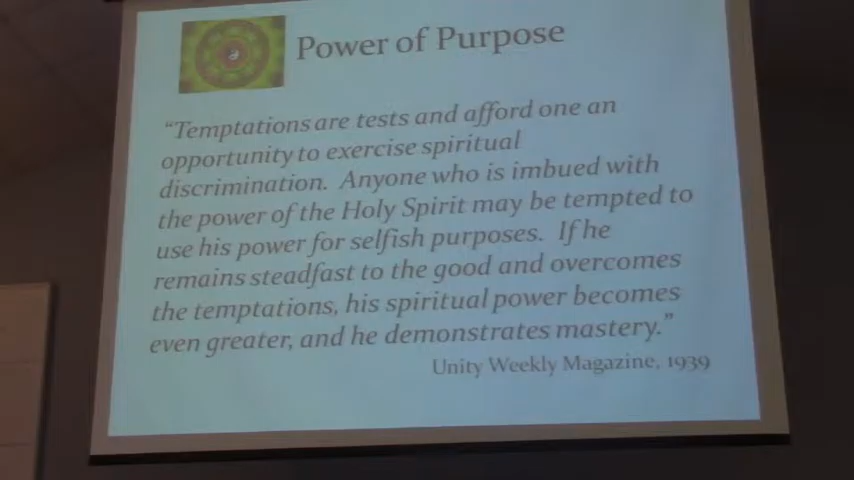 Power of Purpose
“Temptations are tests and afford one an
opportunity to exercise spiritual
discrimination. Anyone who is imbued with
the power of the Holy Spirit may be tempted to
use his power for selfish purposes. If he
remains steadfast to the good and overcomes
the temptations, his spiritual power becomes
even greater, and he demonstrates mastery.”
Unity Weekly Magazine, 1939